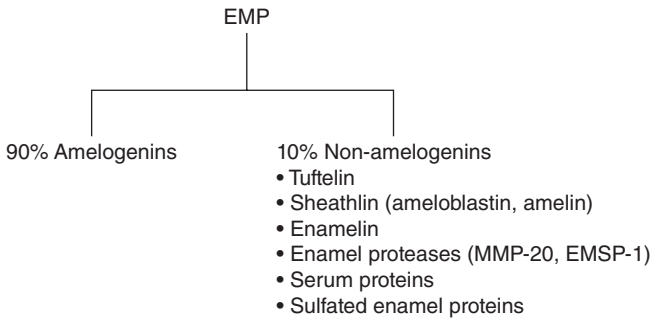 EMP
90% Amelogenins
10% Non-amelogenins
• Tuftelin
• Sheathlin (ameloblastin, amelin)
• Enamelin
• Enamel proteases (MMP-20, EMSP-1)
• Serum proteins
• Sulfated enamel proteins